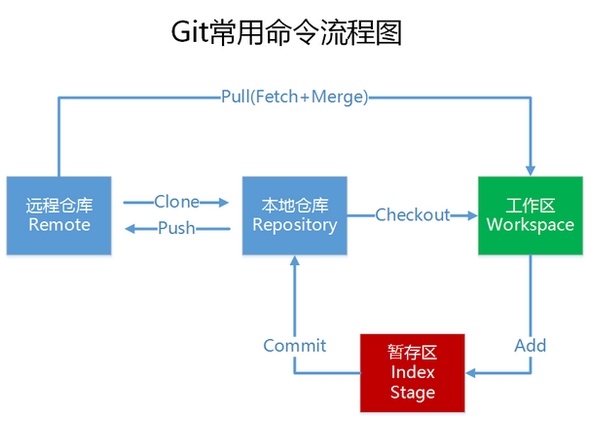 Git常用命令流程图
Pull(Fetch+Merge)
远程仓库
Remote
Clone
Push
本地仓库
Repository
Checkout
工作区
Workspace
Commit
暂存区
Index
Stage
Add